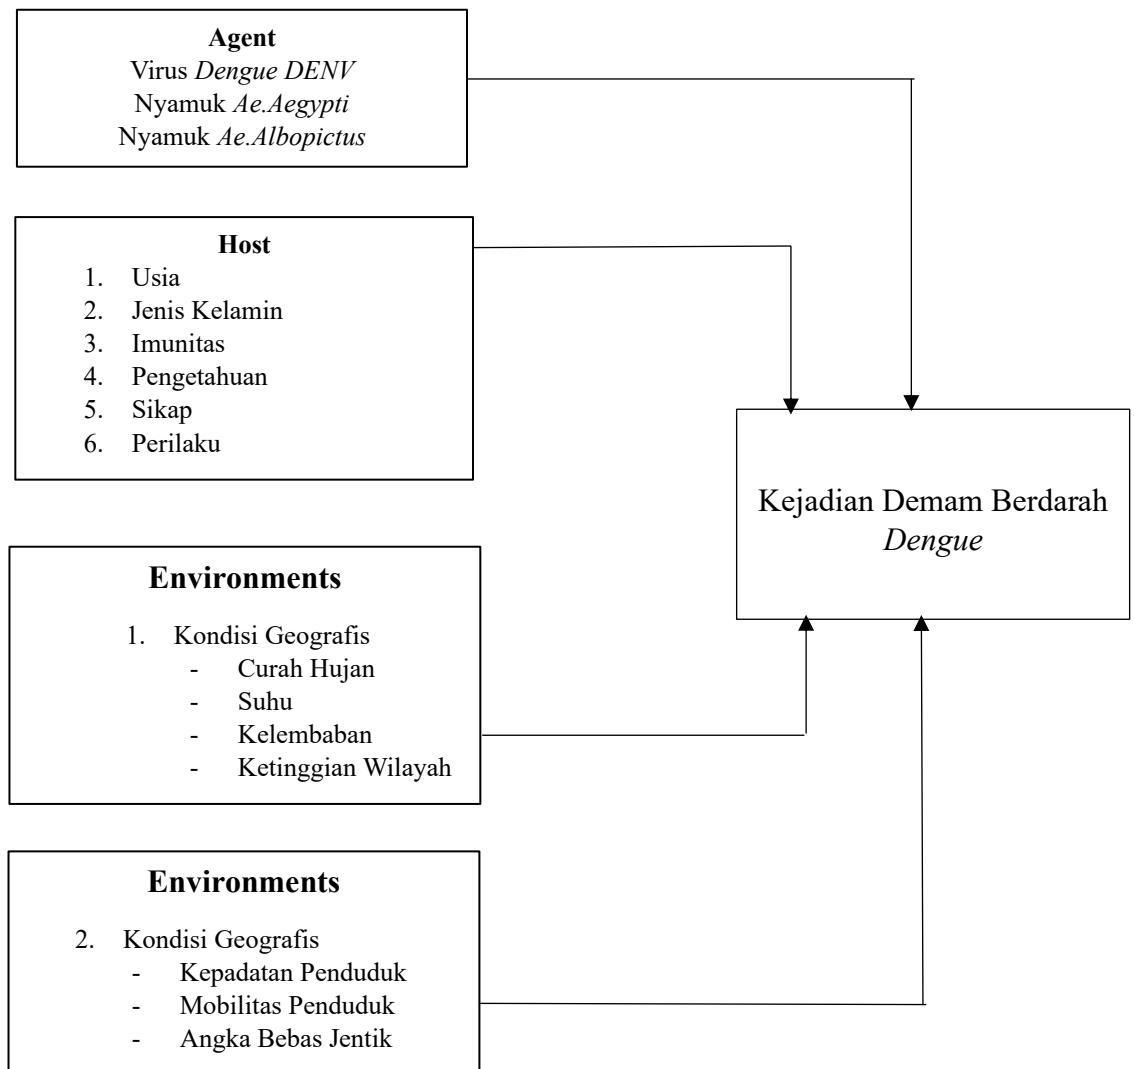 Agent
Virus Dengue DENV
Nyamuk Ae.Aegypti
Nyamuk Ae.Albopictus
Host
1. Usia
2. Jenis Kelamin
3. Imunitas
4. Pengetahuan
5. Sikap
6. Perilaku
Kejadian Demam Berdarah
Dengue
Environments
1. Kondisi Geografis
- Curah Hujan
- Suhu
- Kelembaban
- Ketinggian Wilayah
Environments
2. Kondisi Geografis
- Kepadatan Penduduk
- Mobilitas Penduduk
- Angka Bebas Jentik